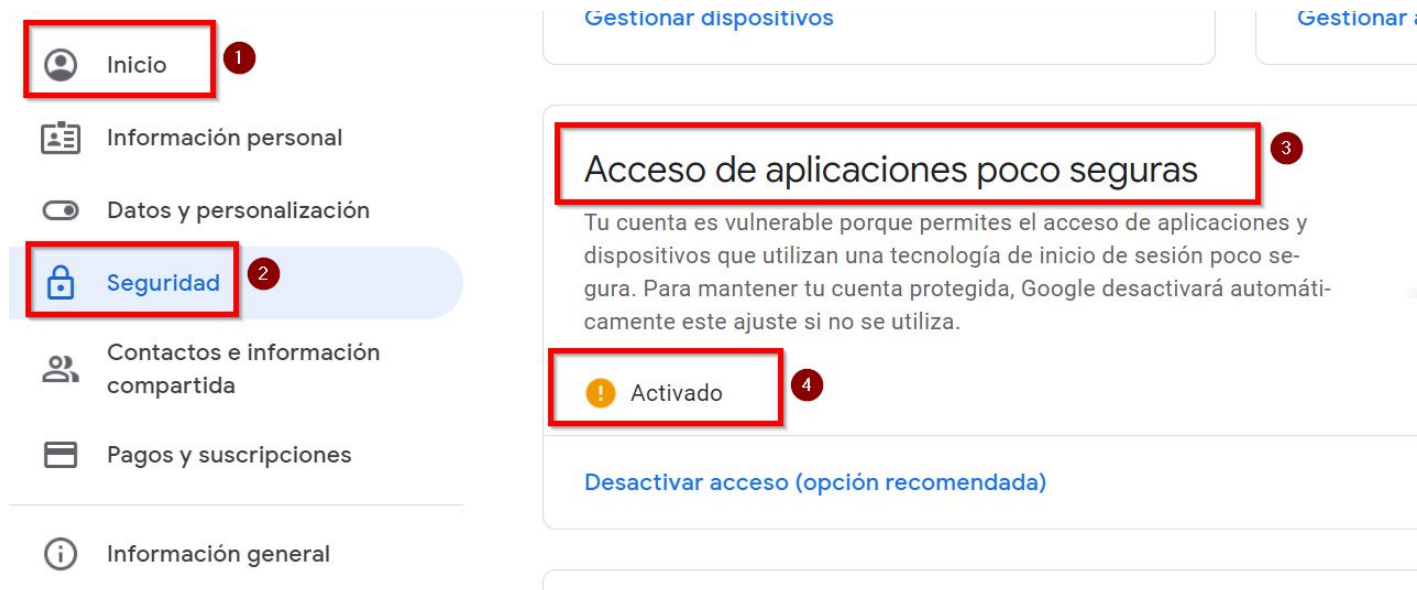 Inicio
1
Información personal
Datos y personalización
Seguridad
2
Contactos e información
compartida
Pagos y suscripciones
Información general
Gestionar dispositivos
Gestionar
Acceso de aplicaciones poco seguras
3
Tu cuenta es vulnerable porque permites el acceso de aplicaciones y
dispositivos que utilizan una tecnología de inicio de sesión poco se-
gura. Para mantener tu cuenta protegida, Google desactivará automáti-
camente este ajuste si no se utiliza.
Activado
4
Desactivar acceso (opción recomendada)